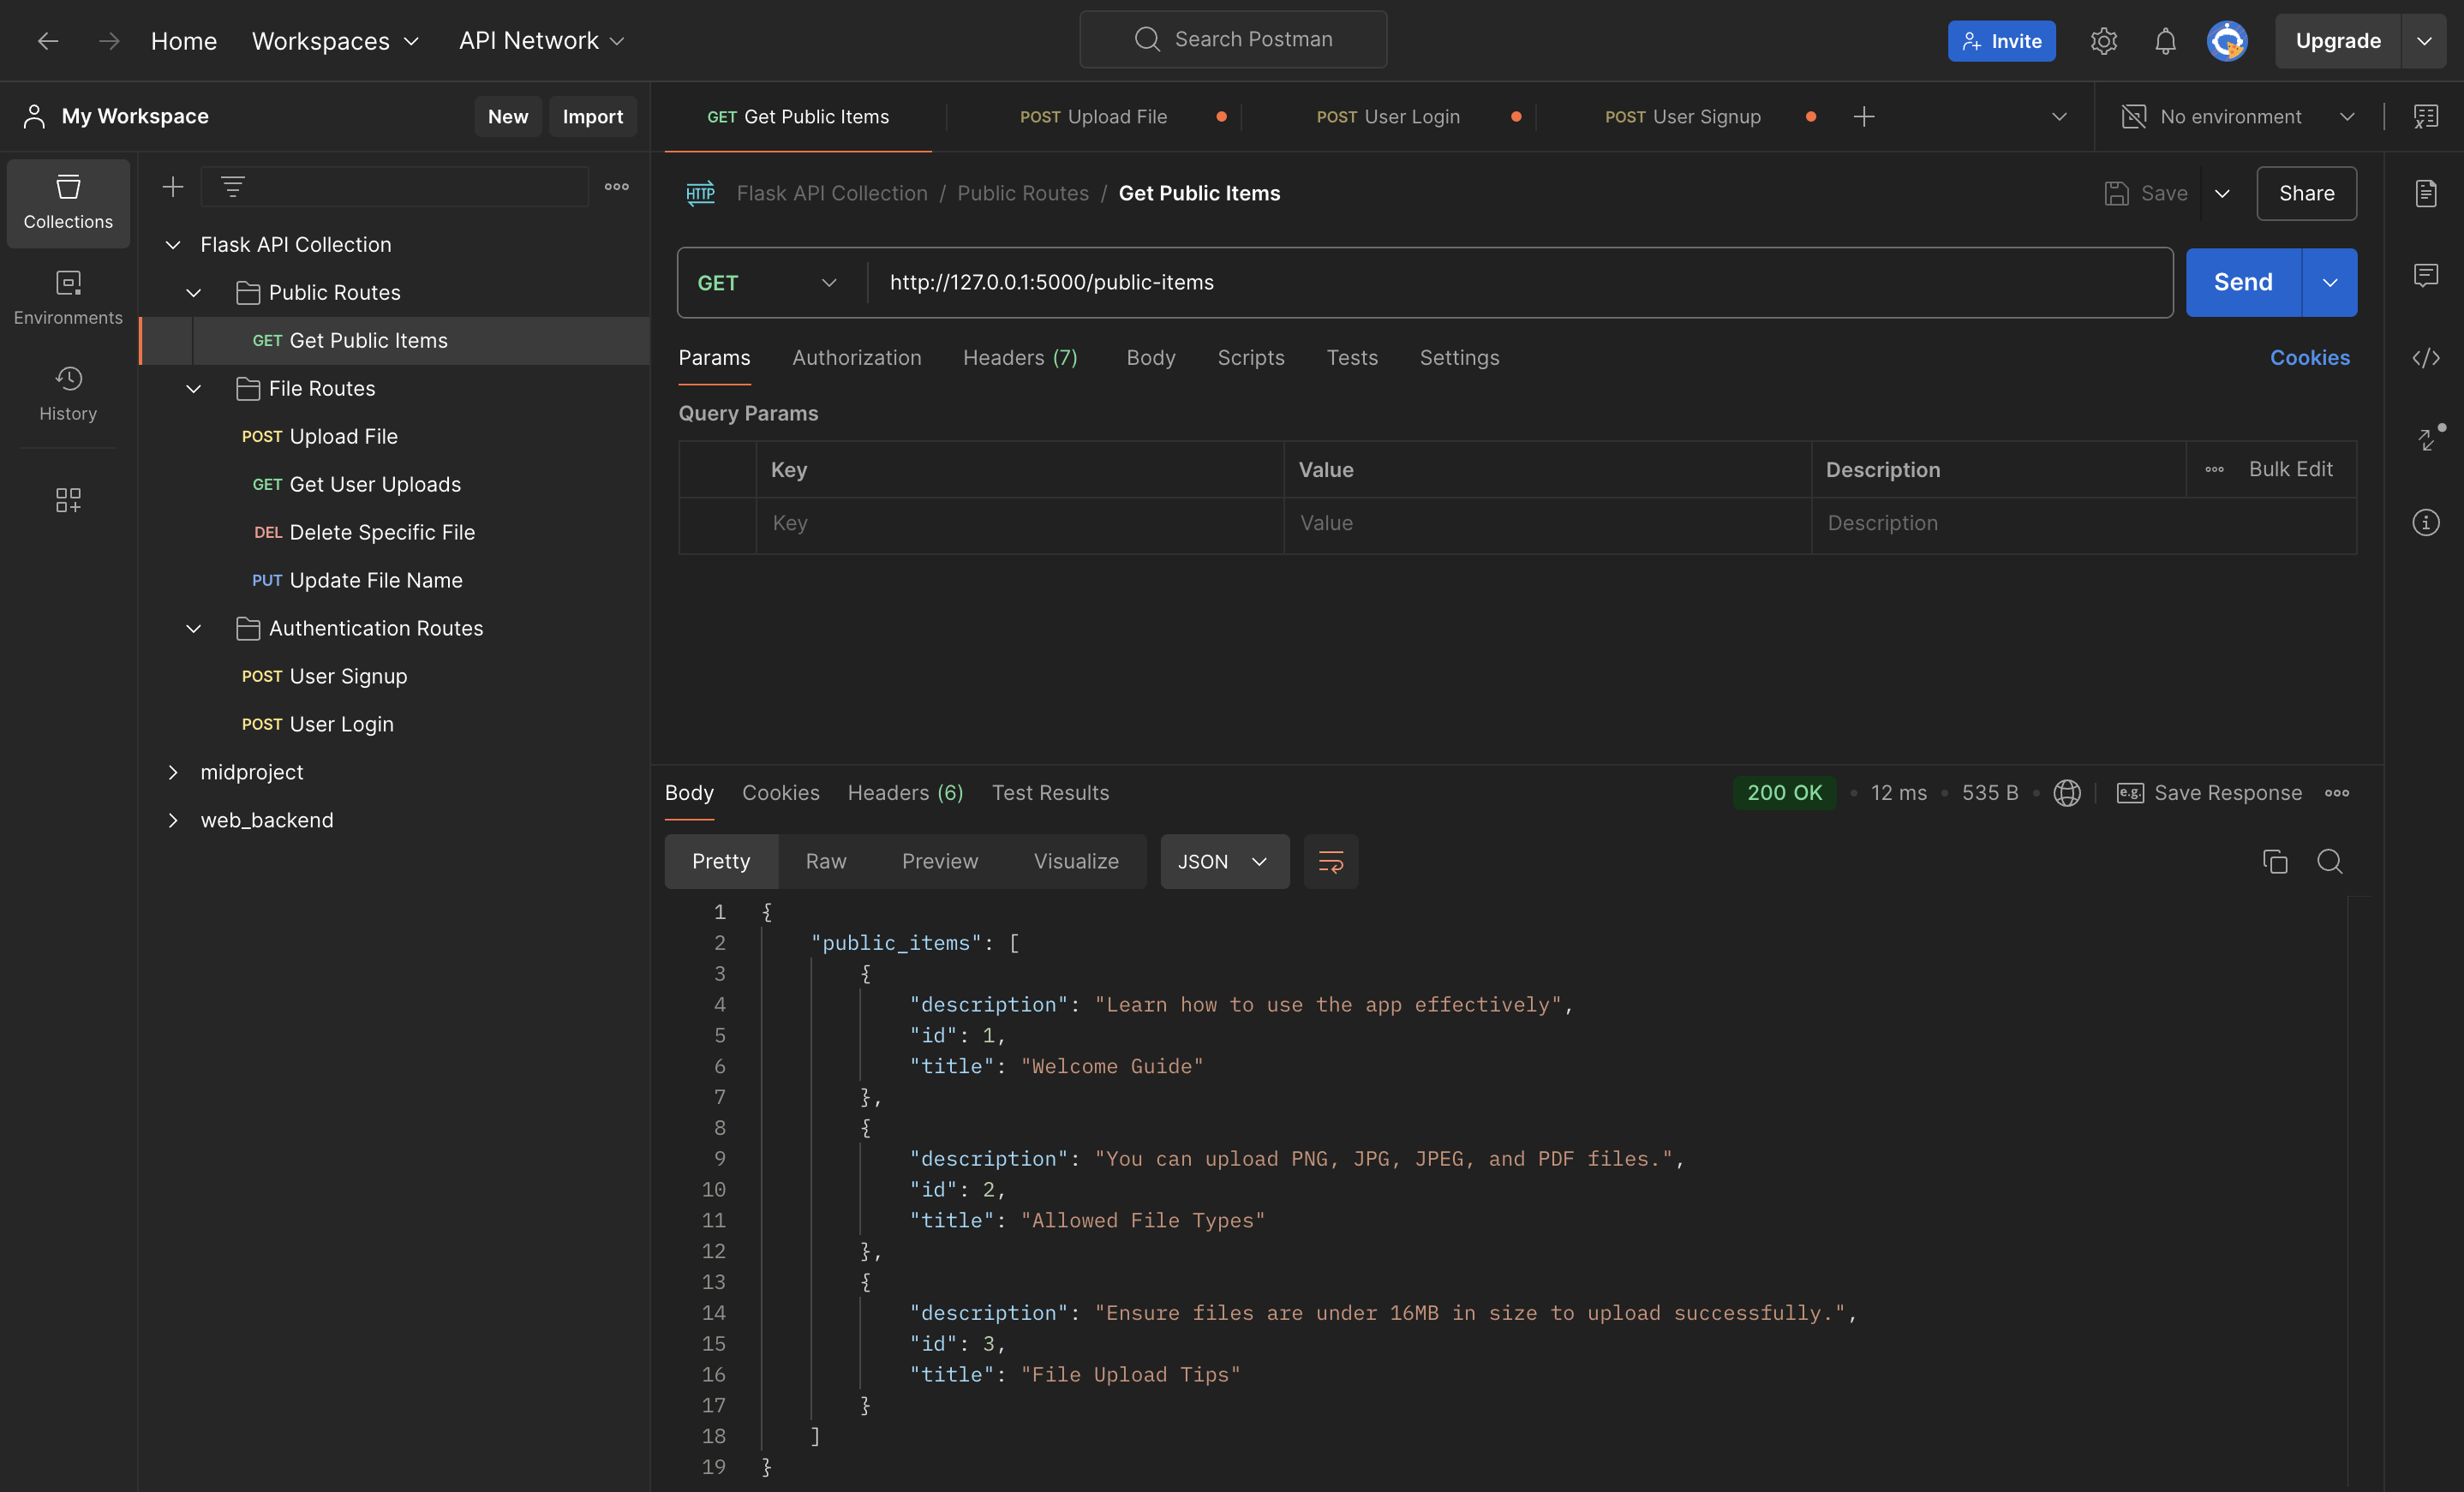 Home Workspaces API Network Search Postman Invite Upgrade
My Workspace New Import
GET Get Public Items POST Upload File POST User Login POST User Signup No environment
Collections
Environments
History
Flask API Collection
Public Routes
GET Get Public Items
File Routes
POST Upload File
GET Get User Uploads
DEL Delete Specific File
PUT Update File Name
Authentication Routes
POST User Signup
POST User Login
midproject
web_backend
HTTP Flask API Collection / Public Routes / Get Public Items Save Share
GET http://127.0.0.1:5000/public-items Send
Params Authorization Headers (7) Body Scripts Tests Settings Cookies
Query Params
Key Value Description Bulk Edit
Key Value Description
Body Cookies Headers (6) Test Results 200 OK • 12 ms • 535 B • e.g. Save Response
Pretty Raw Preview Visualize JSON
1 {
2 "public_items": [
3 {
4 "description": "Learn how to use the app effectively",
5 "id": 1,
6 "title": "Welcome Guide"
7 },
8 {
9 "description": "You can upload PNG, JPG, JPEG, and PDF files.",
10 "id": 2,
11 "title": "Allowed File Types"
12 },
13 {
14 "description": "Ensure files are under 16MB in size to upload successfully.",
15 "id": 3,
16 "title": "File Upload Tips"
17 }
18 ]
19 }